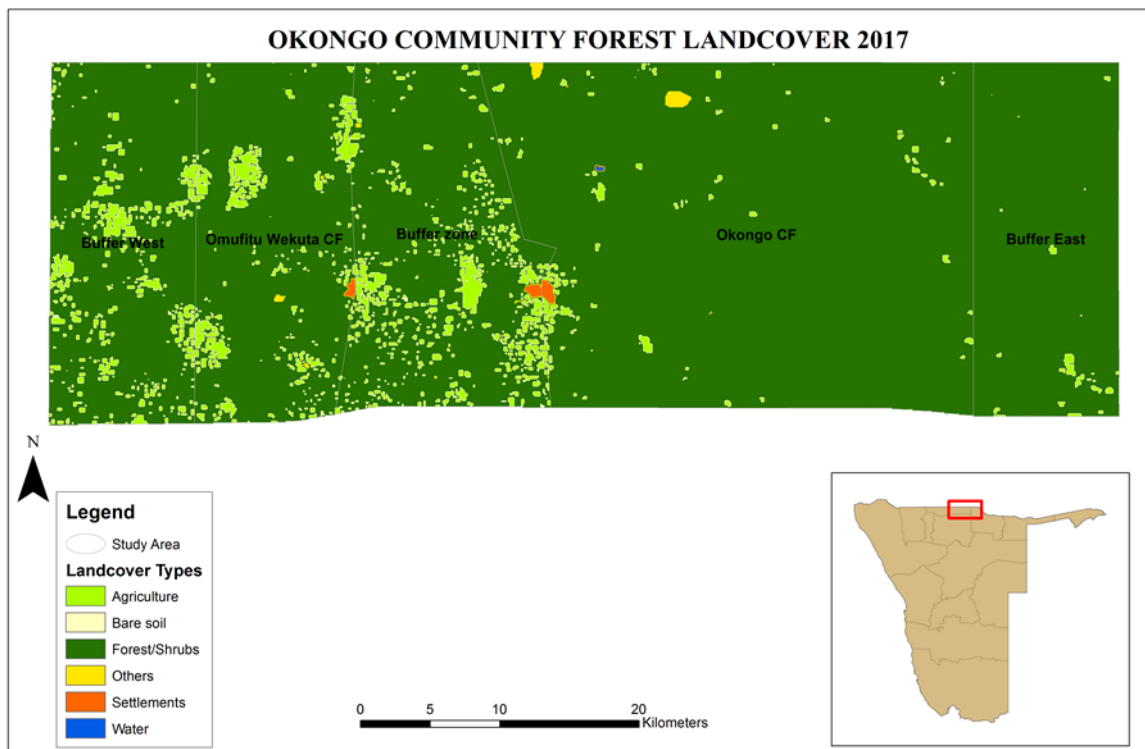 OKONGO COMMUNITY FOREST LANDCOVER 2017
Buffer West
Omufitu Wekuta CF
Buffer zone
Okongo CF
Buffer East
N
Legend
Study Area
Landcover Types
Agriculture
Bare soil
Forest/Shrubs
Others
Settlements
Water
0 5 10 20
Kilometers